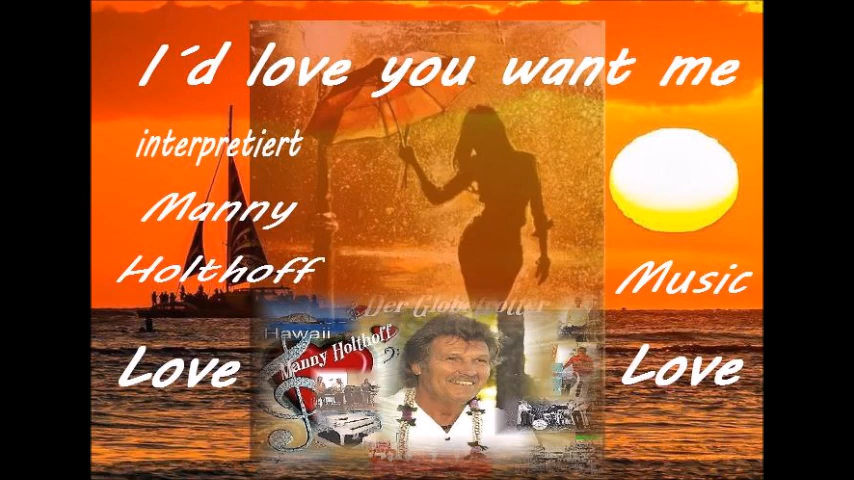 I´d love you want me
interpretiert
Manny
Holthoff
Music
Der Globetrotter
Hawaii
Manny Holthoff
Love
Love